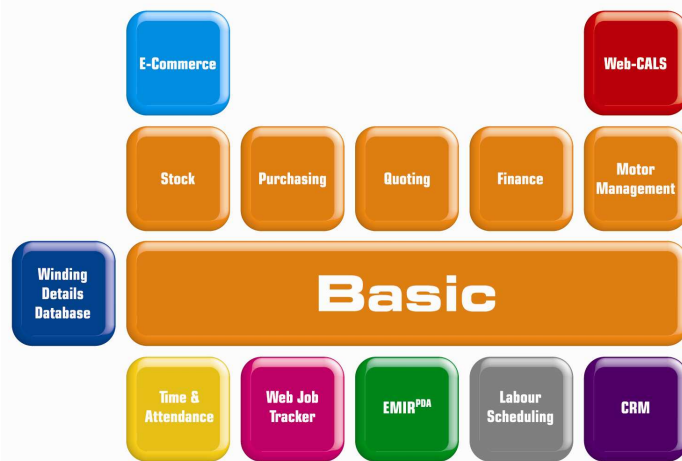 E-Commerce
Web-CALS
Stock
Purchasing
Quoting
Finance
Motor
Management
Winding
Details
Database
Basic
Time &
Attendance
Web Job
Tracker
EMIRPDA
Labour
Scheduling
CRM